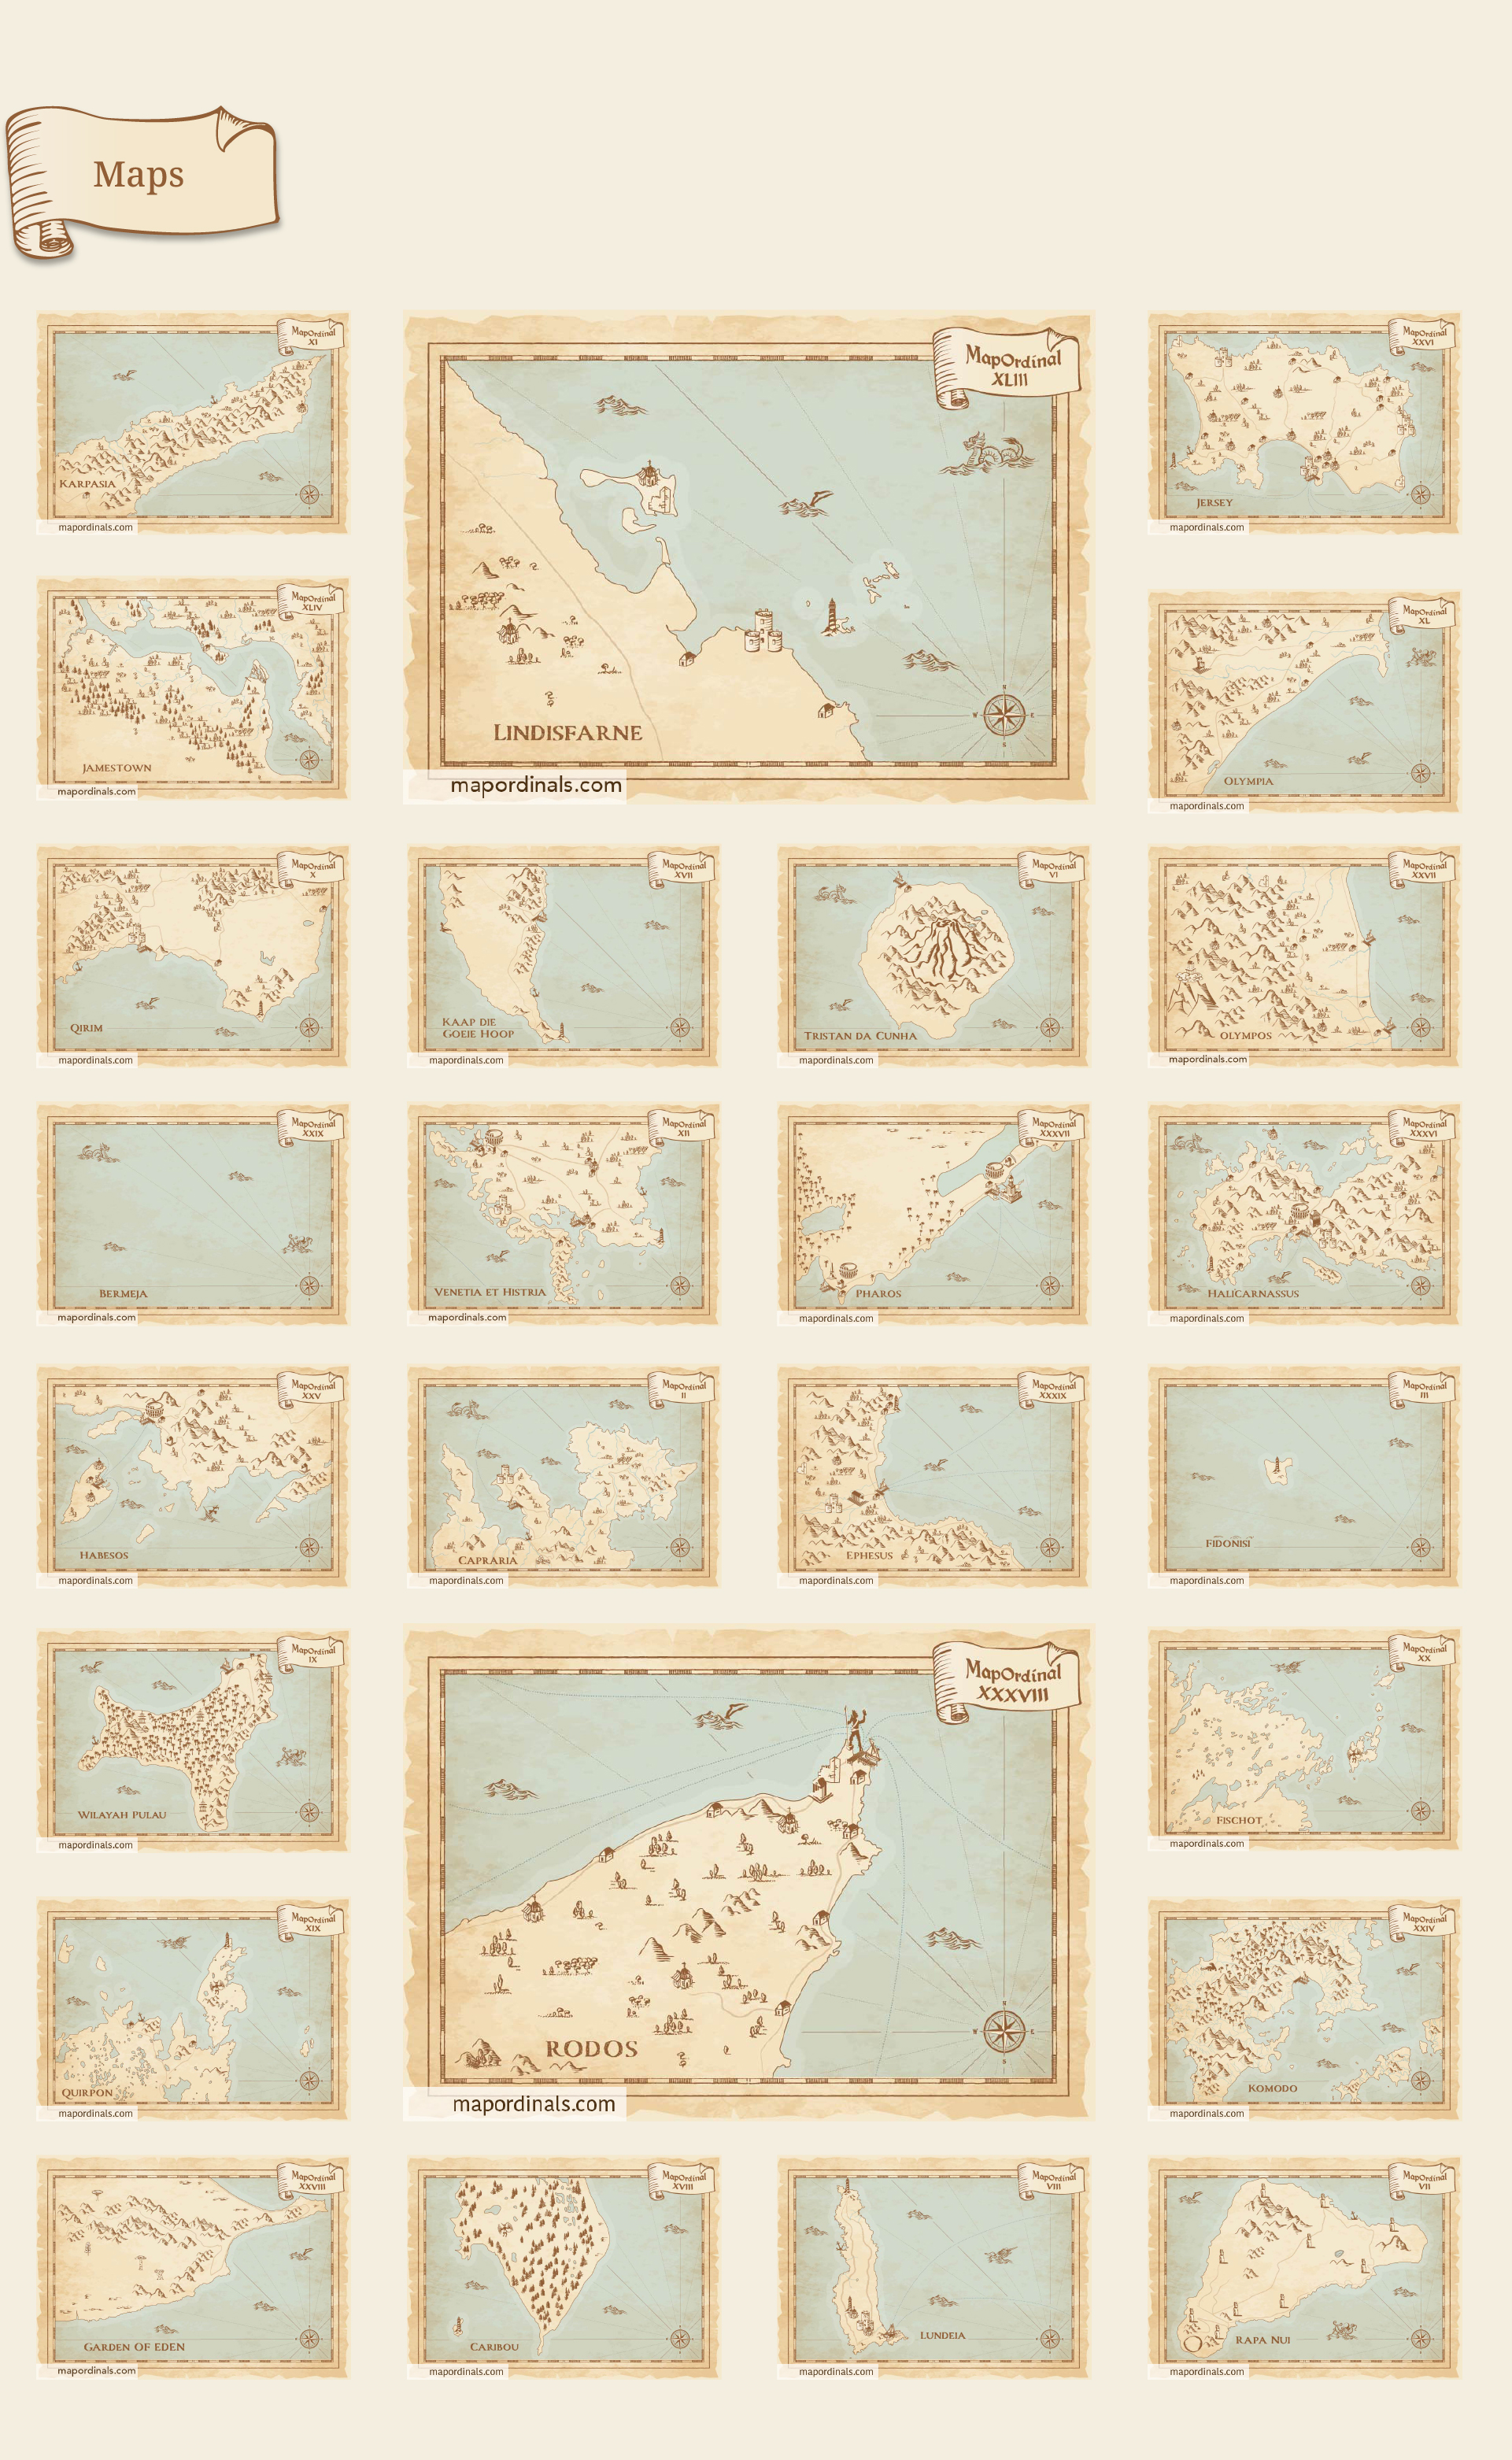 Maps
MapOrdinal
XI
KARPASIA
mapordinals.com
MapOrdinal
XLIII
N
W
E
S
LINDISFARNE
mapordinals.com
MapOrdinal
XXVI
JERSEY
mapordinals.com
MapOrdinal
XLIV
JAMESTOWN
mapordinals.com
MapOrdinal
XL
OLYMPIA
mapordinals.com
MapOrdinal
X
QIRIM
mapordinals.com
MapOrdinal
XVII
KAAP DIE
GOEIE HOOP
mapordinals.com
MapOrdinal
VI
TRISTAN DA CUNHA
mapordinals.com
MapOrdinal
XXVII
OLYMPOS
mapordinals.com
MapOrdinal
XXIX
BERMEJA
mapordinals.com
MapOrdinal
XII
VENETIA ET HISTRIA
mapordinals.com
MapOrdinal
XXXVII
PHAROS
mapordinals.com
MapOrdinal
XXXVI
HALICARNASSUS
mapordinals.com
MapOrdinal
XXV
HABESOS
mapordinals.com
MapOrdinal
II
CAPRARIA
mapordinals.com
MapOrdinal
XXXIX
EPHESUS
mapordinals.com
MapOrdinal
III
FIDONISI
mapordinals.com
MapOrdinal
IX
WILAYAH PULAU
mapordinals.com
MapOrdinal
XXXVIII
N
W
E
S
RODOS
mapordinals.com
MapOrdinal
XX
FISCHOT
mapordinals.com
MapOrdinal
XIX
QUIRPON
mapordinals.com
MapOrdinal
XXIV
KOMODO
mapordinals.com
MapOrdinal
XXVIII
GARDEN OF EDEN
mapordinals.com
MapOrdinal
XVIII
CARIBOU
mapordinals.com
MapOrdinal
VIII
LUNDEIA
mapordinals.com
MapOrdinal
VII
RAPA NUI
mapordinals.com